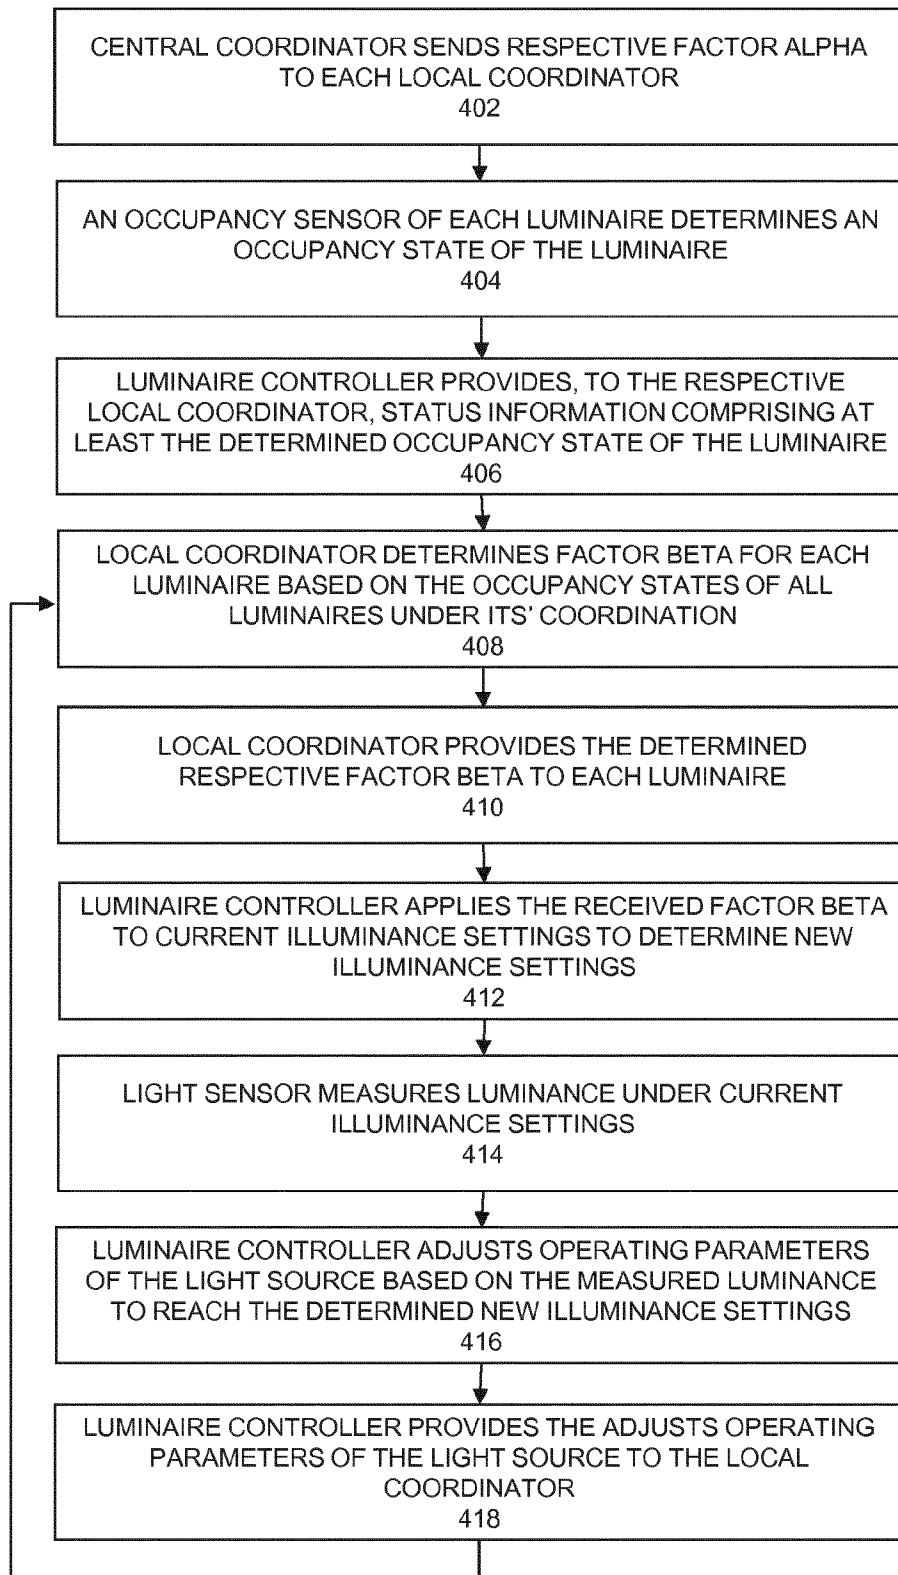 CENTRAL COORDINATOR SENDS RESPECTIVE FACTOR ALPHA
TO EACH LOCAL COORDINATOR
402
AN OCCUPANCY SENSOR OF EACH LUMINAIRE DETERMINES AN
OCCUPANCY STATE OF THE LUMINAIRE
404
LUMINAIRE CONTROLLER PROVIDES, TO THE RESPECTIVE
LOCAL COORDINATOR, STATUS INFORMATION COMPRISING AT
LEAST THE DETERMINED OCCUPANCY STATE OF THE LUMINAIRE
406
LOCAL COORDINATOR DETERMINES FACTOR BETA FOR EACH
LUMINAIRE BASED ON THE OCCUPANCY STATES OF ALL
LUMINAIRES UNDER ITS' COORDINATION
408
LOCAL COORDINATOR PROVIDES THE DETERMINED
RESPECTIVE FACTOR BETA TO EACH LUMINAIRE
410
LUMINAIRE CONTROLLER APPLIES THE RECEIVED FACTOR BETA
TO CURRENT ILLUMINANCE SETTINGS TO DETERMINE NEW
ILLUMINANCE SETTINGS
412
LIGHT SENSOR MEASURES LUMINANCE UNDER CURRENT
ILLUMINANCE SETTINGS
414
LUMINAIRE CONTROLLER ADJUSTS OPERATING PARAMETERS
OF THE LIGHT SOURCE BASED ON THE MEASURED LUMINANCE
TO REACH THE DETERMINED NEW ILLUMINANCE SETTINGS
416
LUMINAIRE CONTROLLER PROVIDES THE ADJUSTS OPERATING
PARAMETERS OF THE LIGHT SOURCE TO THE LOCAL
COORDINATOR
418